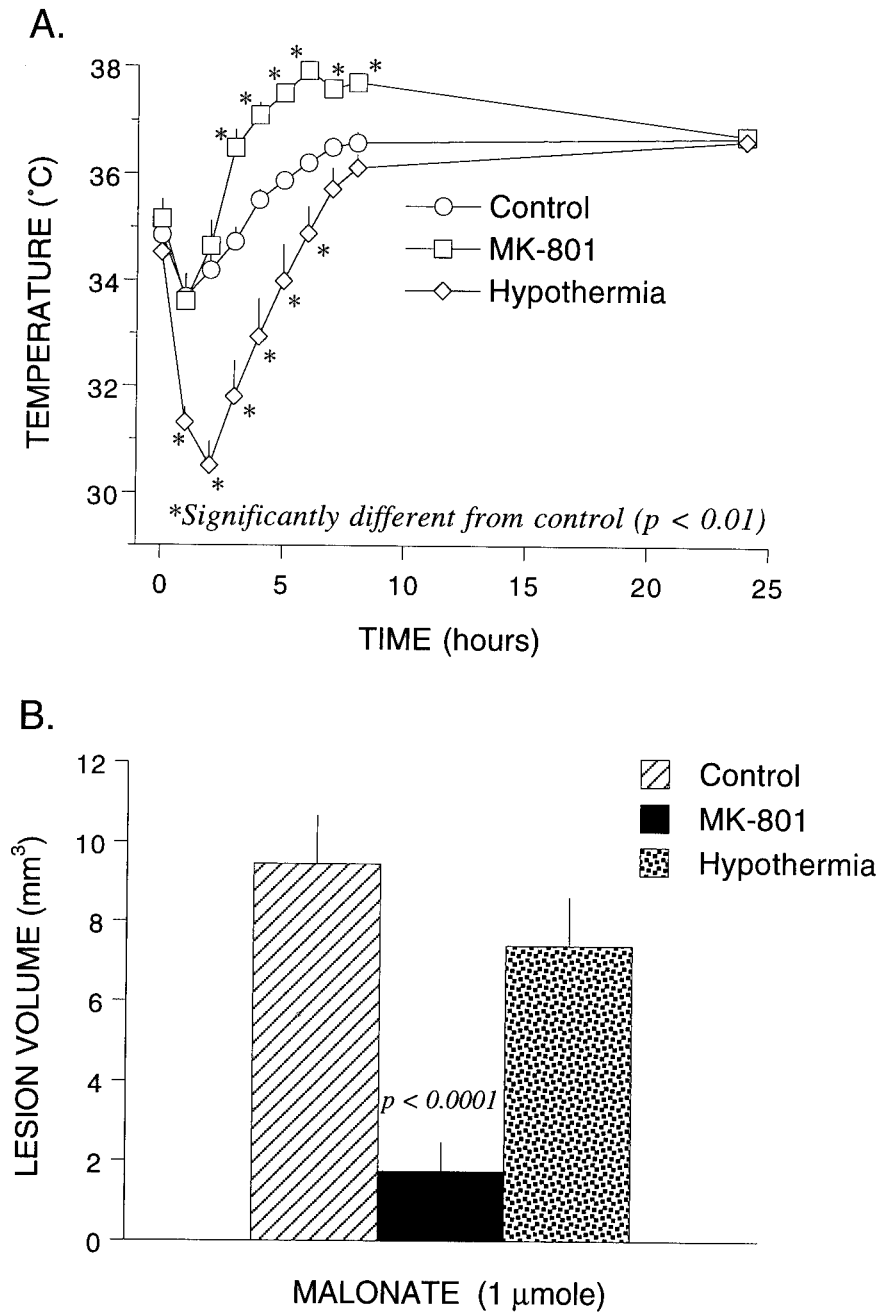 A.
TEMPERATURE (°C)
38
36
34
32
30
* * * * * * *
Control
MK-801
Hypothermia
* * * * * *
*Significantly different from control (p < 0.01)
0 5 10 15 20 25
TIME (hours)
B.
LESION VOLUME (mm³)
12
10
8
6
4
2
0
Control
MK-801
Hypothermia
p < 0.0001
MALONATE (1 μmole)